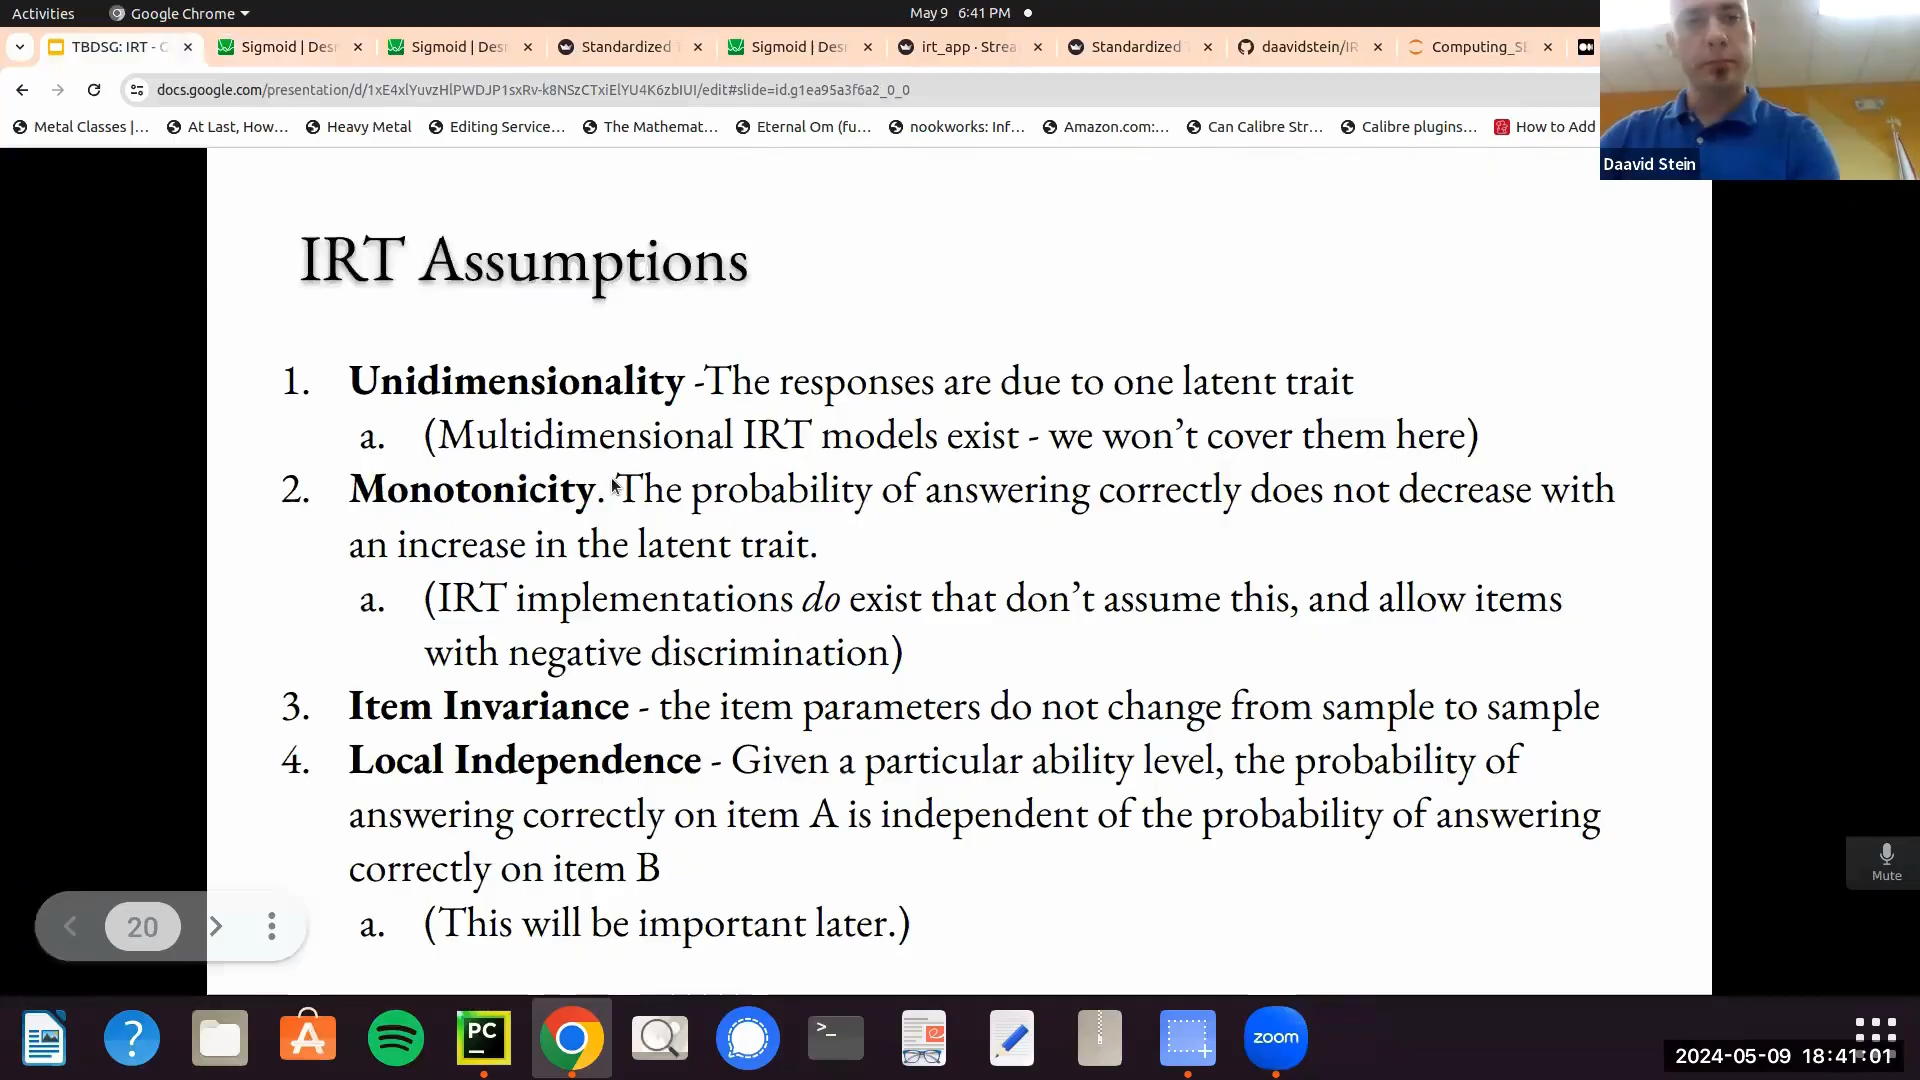 Activities
Google Chrome
May 9 6:41 PM
TBDSG: IRT - C
Sigmoid | Des
Sigmoid | Des
Standardized
Sigmoid | Des
irt_app · Strea
Standardized
daavidstein/IR
Computing_S
docs.google.com/presentation/d/1xE4xlYuvzHlPWDJP1sxRv-k8NSzCTxiElYU4K6zbIUI/edit#slide=id.g1ea95a3f6a2_0_0
Metal Classes |...
At Last, How...
Heavy Metal
Editing Service...
The Mathemat...
Eternal Om (fu...
nookworks: Inf...
Amazon.com:...
Can Calibre Str...
Calibre plugins...
How to Add
Daavid Stein
IRT Assumptions
1. Unidimensionality -The responses are due to one latent trait
a. (Multidimensional IRT models exist - we won’t cover them here)
2. Monotonicity. The probability of answering correctly does not decrease with
an increase in the latent trait.
a. (IRT implementations do exist that don’t assume this, and allow items
with negative discrimination)
3. Item Invariance - the item parameters do not change from sample to sample
4. Local Independence - Given a particular ability level, the probability of
answering correctly on item A is independent of the probability of answering
correctly on item B
a. (This will be important later.)
20
Mute
PC
>_
zoom
2024-05-09 18:41:01